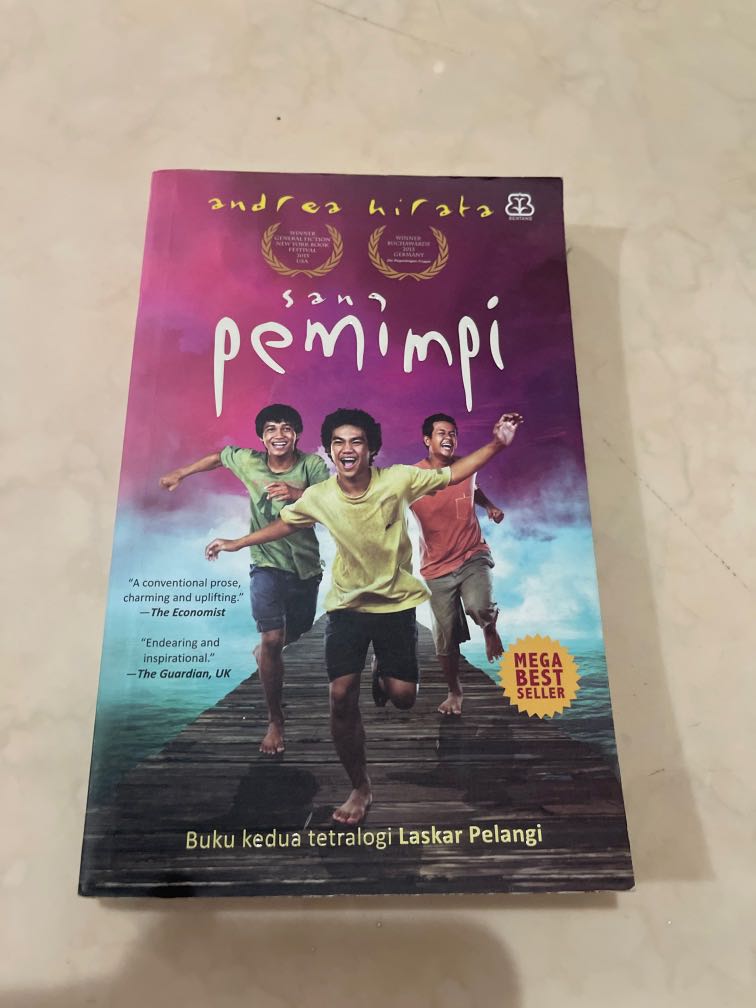 andrea hirata
BENTANG
WINNER
GENERAL FICTION
NEW YORK BOOK
FESTIVAL
2013
USA
WINNER
BUCHAWARDS
2013
GERMANY
sang
pemimpi
“A conventional prose,
charming and uplifting.”
—The Economist
“Endearing and
inspirational.”
—The Guardian, UK
MEGA
BEST
SELLER
Buku kedua tetralogi Laskar Pelangi